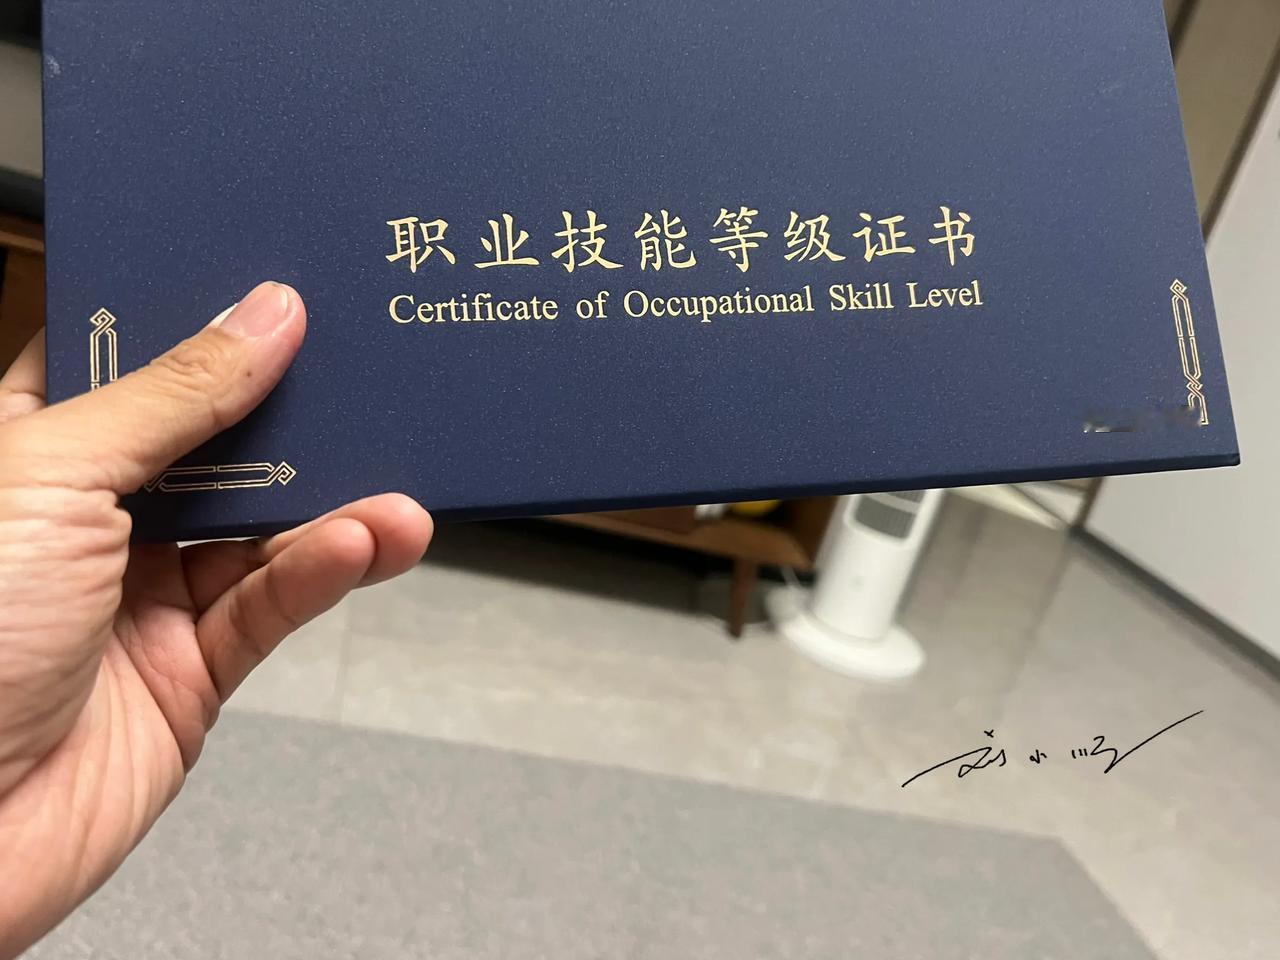 职业技能等级证书
Certificate of Occupational Skill Level